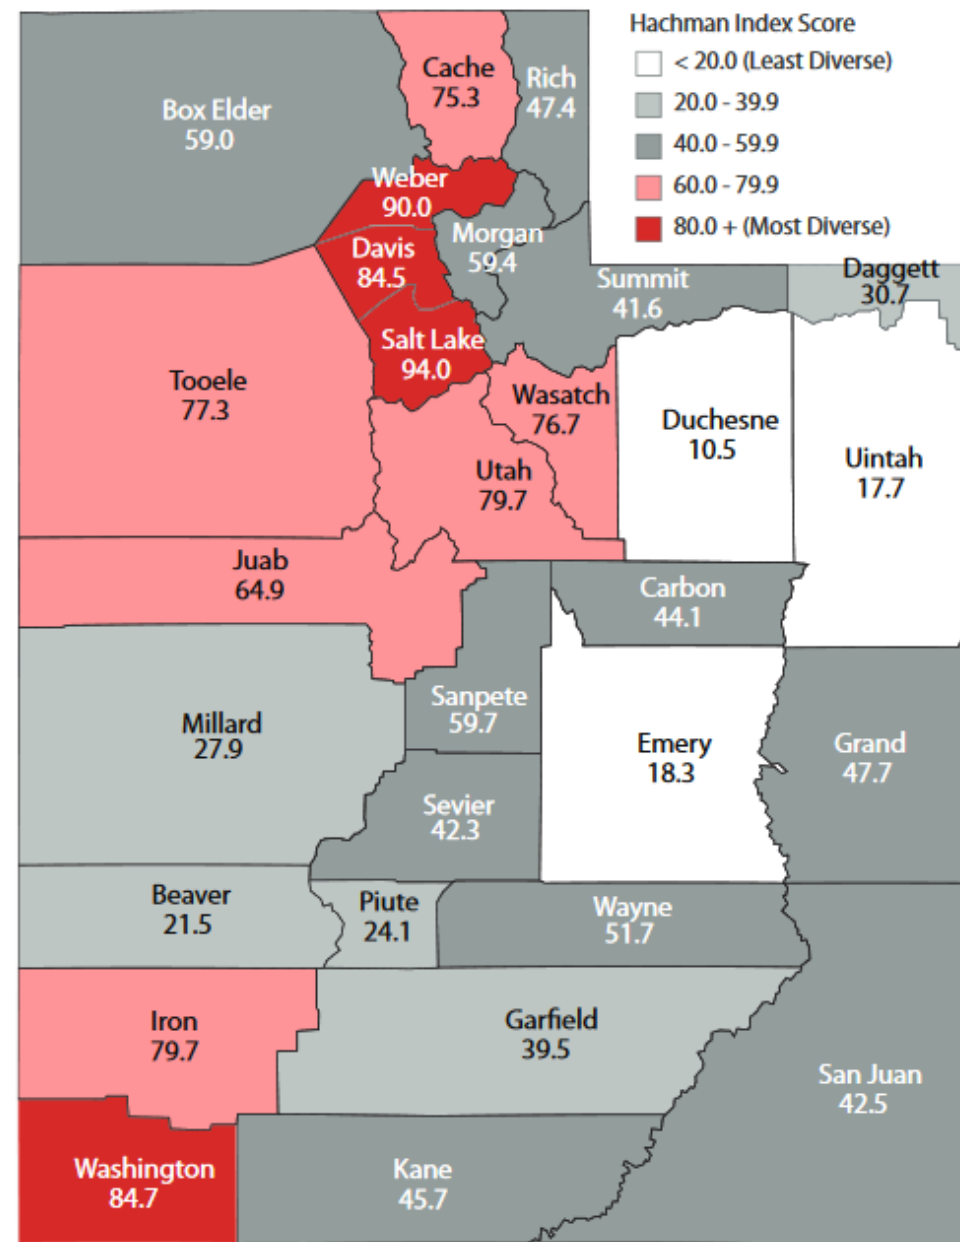 Hachman Index Score
< 20.0 (Least Diverse)
20.0 - 39.9
40.0 - 59.9
60.0 - 79.9
80.0 + (Most Diverse)
Cache
75.3
Rich
47.4
Box Elder
59.0
Weber
90.0
Morgan
59.4
Davis
84.5
Summit
41.6
Daggett
30.7
Salt Lake
94.0
Tooele
77.3
Wasatch
76.7
Duchesne
10.5
Uintah
17.7
Utah
79.7
Juab
64.9
Carbon
44.1
Sanpete
59.7
Millard
27.9
Emery
18.3
Grand
47.7
Sevier
42.3
Beaver
21.5
Piute
24.1
Wayne
51.7
Iron
79.7
Garfield
39.5
San Juan
42.5
Washington
84.7
Kane
45.7